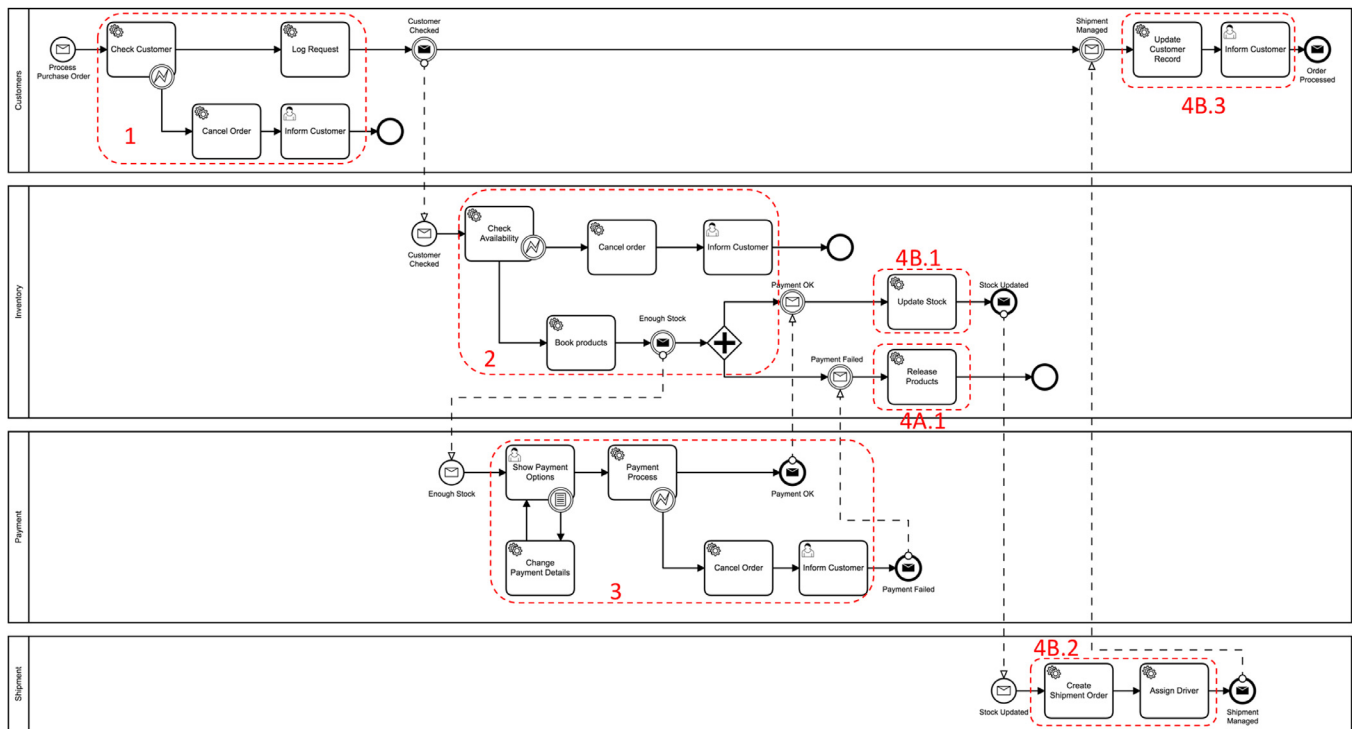 Customers
Process
Purchase Order
Check Customer
Log Request
Cancel Order
Inform Customer
1
Customer
Checked
Shipment
Managed
Update
Customer
Record
Inform Customer
Order
Processed
4B.3
Inventory
Customer
Checked
Check
Availability
Cancel order
Inform Customer
Book products
Enough Stock
2
Payment OK
4B.1
Update Stock
Stock Updated
Payment Failed
Release
Products
4A.1
Payment
Enough Stock
Show Payment
Options
Payment
Process
Payment OK
Change
Payment Details
Cancel Order
Inform Customer
Payment Failed
3
Shipment
Stock Updated
4B.2
Create
Shipment Order
Assign Driver
Shipment
Managed